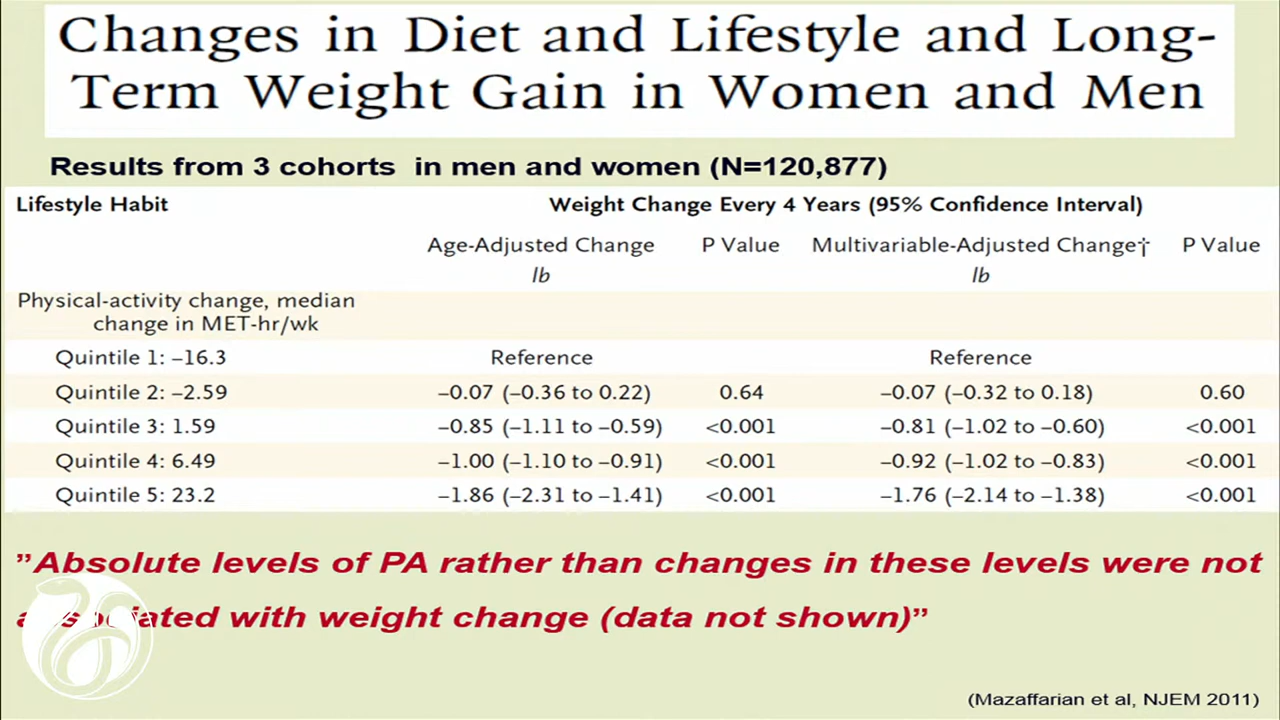 Changes in Diet and Lifestyle and Long-
Term Weight Gain in Women and Men
Results from 3 cohorts in men and women (N=120,877)
Lifestyle Habit Weight Change Every 4 Years (95% Confidence Interval)
Age-Adjusted Change P Value Multivariable-Adjusted Change† P Value
lb lb
Physical-activity change, median
change in MET-hr/wk
Quintile 1: –16.3 Reference Reference
Quintile 2: –2.59 –0.07 (–0.36 to 0.22) 0.64 –0.07 (–0.32 to 0.18) 0.60
Quintile 3: 1.59 –0.85 (–1.11 to –0.59) <0.001 –0.81 (–1.02 to –0.60) <0.001
Quintile 4: 6.49 –1.00 (–1.10 to –0.91) <0.001 –0.92 (–1.02 to –0.83) <0.001
Quintile 5: 23.2 –1.86 (–2.31 to –1.41) <0.001 –1.76 (–2.14 to –1.38) <0.001
”Absolute levels of PA rather than changes in these levels were not
associated with weight change (data not shown)”
(Mazaffarian et al, NJEM 2011)